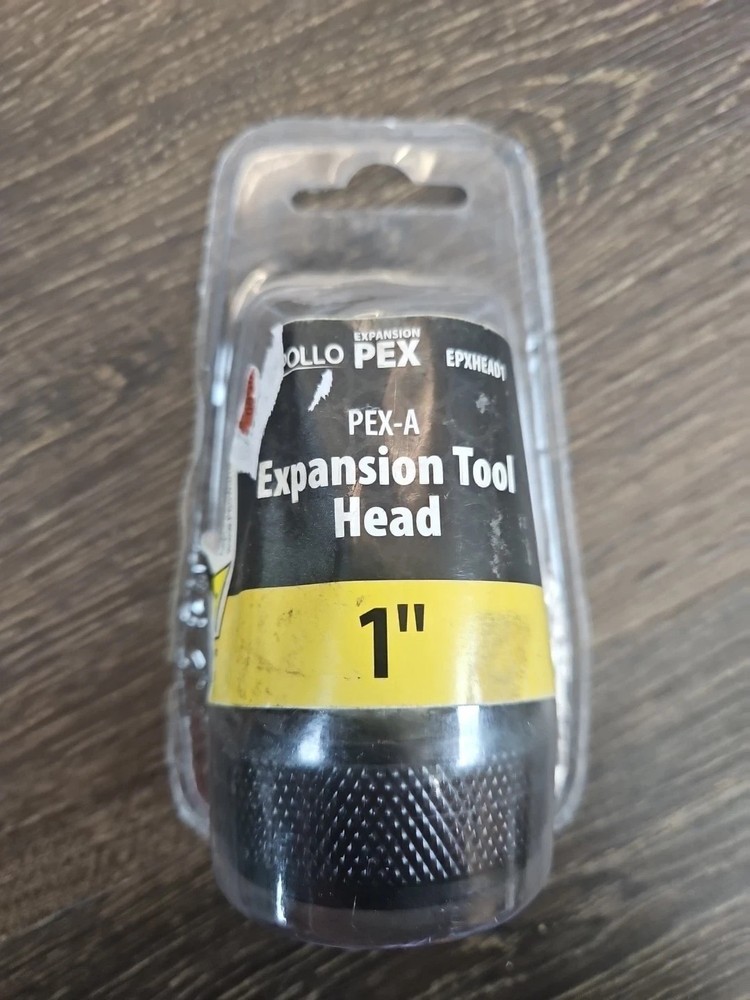 EXPANSION
OLLO PEX EPXHEAD1
PEX-A
Expansion Tool
Head
1"